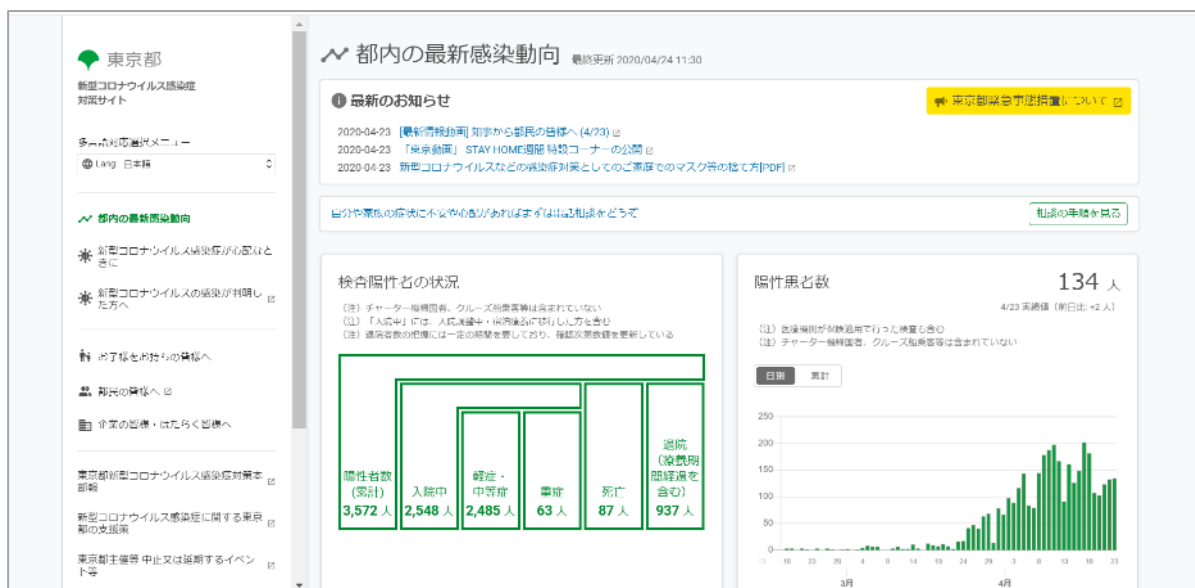 東京都
新型コロナウイルス感染症
対策サイト
多言語対応選択メニュー
Lang: 日本語
都内の最新感染動向
新型コロナウイルス感染症が心配なと
きに
新型コロナウイルスの感染が判明し
た方へ
お子様をお持ちの皆様へ
都民の皆様へ
企業の皆様・はたらく皆様へ
東京都新型コロナウイルス感染症対策本
部報
新型コロナウイルス感染症に関する東京
都の支援策
東京都主催等 中止又は延期するイベン
ト等
都内の最新感染動向 最終更新 2020/04/24 11:30
最新のお知らせ
東京都緊急事態措置について
2020-04-23 [最新情報動画] 知事から都民の皆様へ (4/23)
2020-04-23 「東京動画」 STAY HOME週間 特設コーナーの公開
2020-04-23 新型コロナウイルスなどの感染症対策としてのご家庭でのマスク等の捨て方[PDF]
自分や家族の症状に不安や心配があればまずは電話相談をどうぞ
相談の手順を見る
検査陽性者の状況
(注) チャーター機帰国者、クルーズ船乗客等は含まれていない
(注) 「入院中」には、入院調整中・宿泊療養に移行した方を含む
(注) 退院者数の把握には一定の期間を要しており、確認次第数値を更新している
陽性者数
(累計)
3,572 人
入院中
2,548 人
軽症・
中等症
2,485 人
重症
63 人
死亡
87 人
退院
(療養期
間経過を
含む)
937 人
陽性患者数
134 人
4/23 実績値 (前日比: +2 人)
(注) 医療機関が保険適用で行った検査も含む
(注) チャーター機帰国者、クルーズ船乗客等は含まれていない
日別 累計
250
200
150
100
50
0
18 23 28 4 9 14 19 24 29 3 8 13 18 23
3月 4月